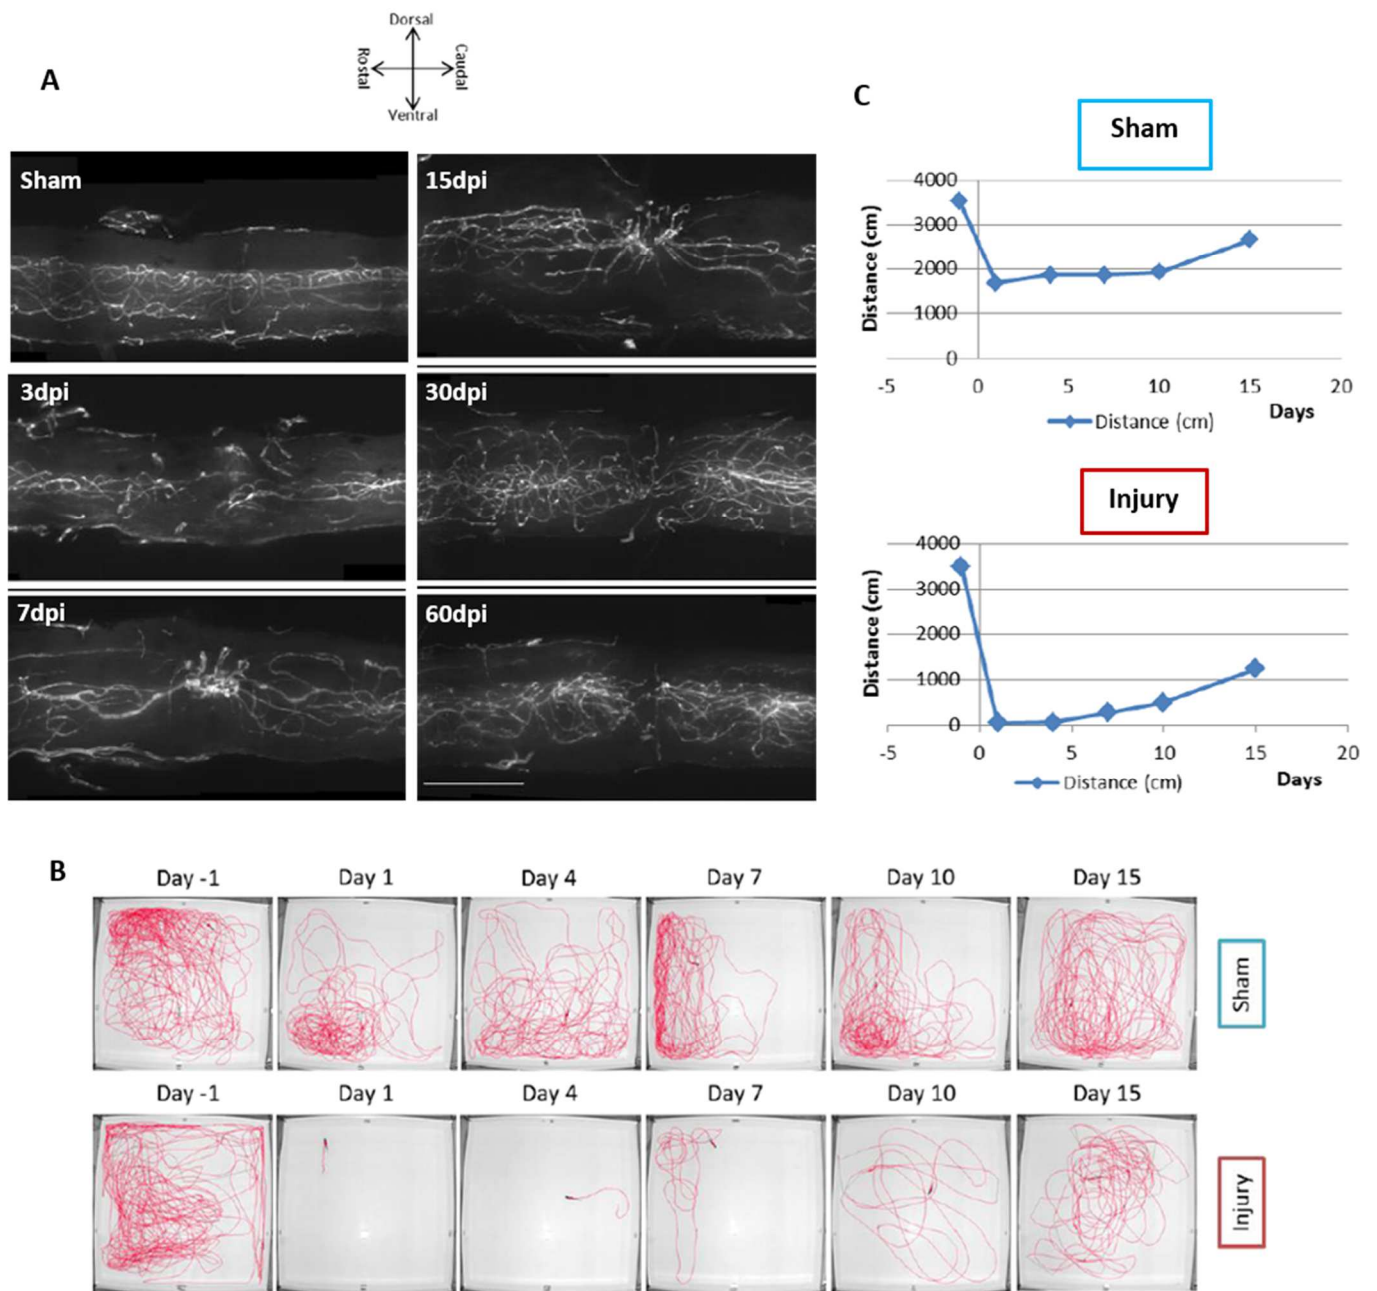 A
Dorsal
Rostal
Caudal
Ventral
Sham
15dpi
3dpi
30dpi
7dpi
60dpi
C
Sham
Distance (cm)
4000
3000
2000
1000
0
-5 0 5 10 15 20
Days
Distance (cm)
Injury
Distance (cm)
4000
3000
2000
1000
0
-5 0 5 10 15 20
Distance (cm)
Days
B
Day -1 Day 1 Day 4 Day 7 Day 10 Day 15
Sham
Day -1 Day 1 Day 4 Day 7 Day 10 Day 15
Injury